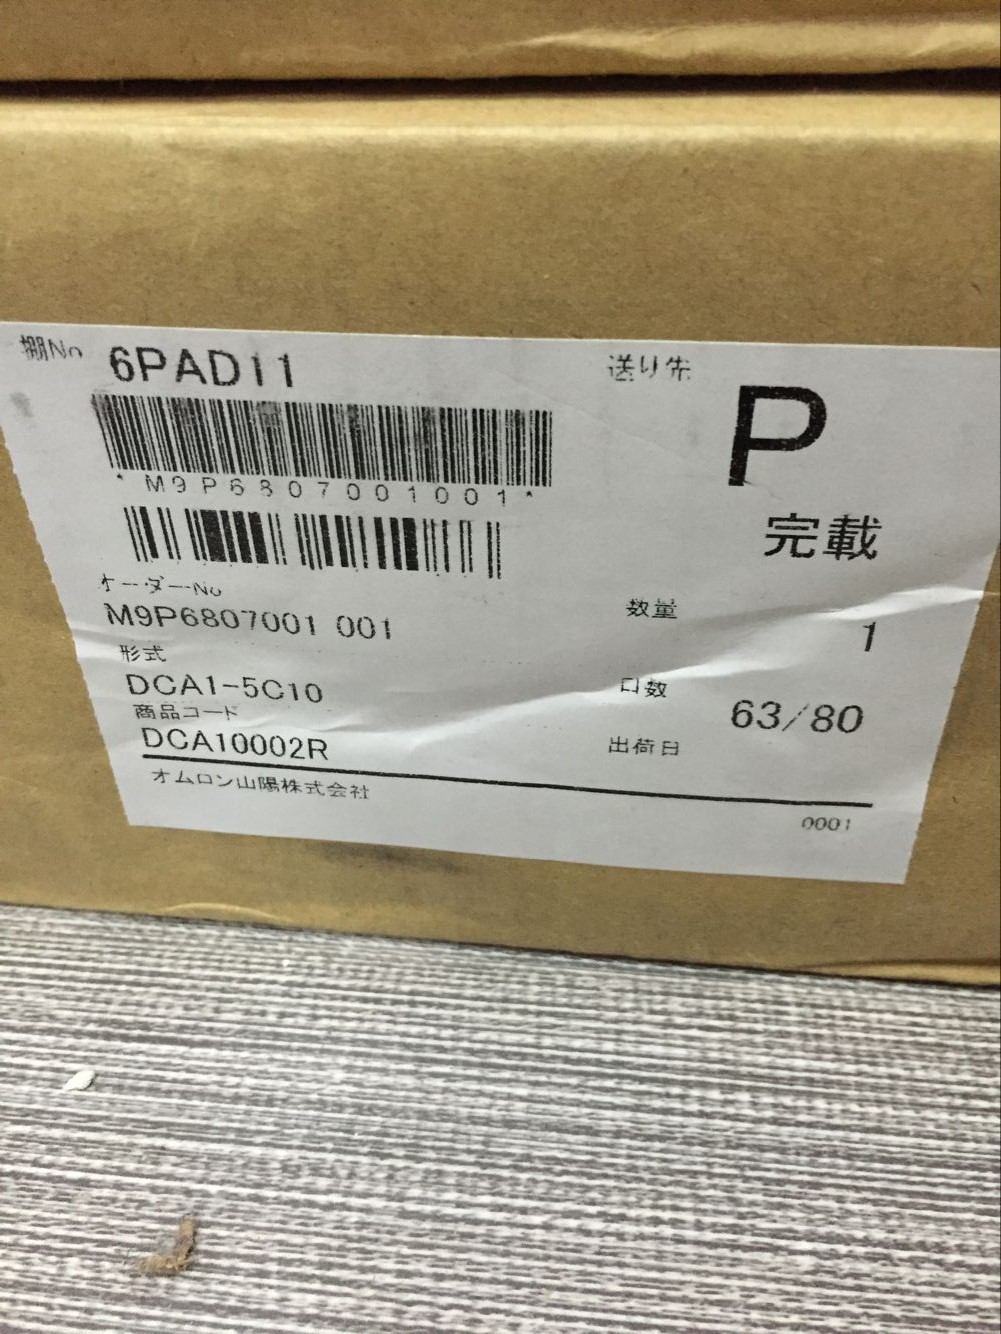 棚No 6PAD11
送り先
P
*M9P6807001001*
完載
オーダーNo
M9P6807001 001
数量
1
形式
DCA1-5C10
口数
63/80
商品コード
DCA10002R
出荷日
オムロン山陽株式会社
0001